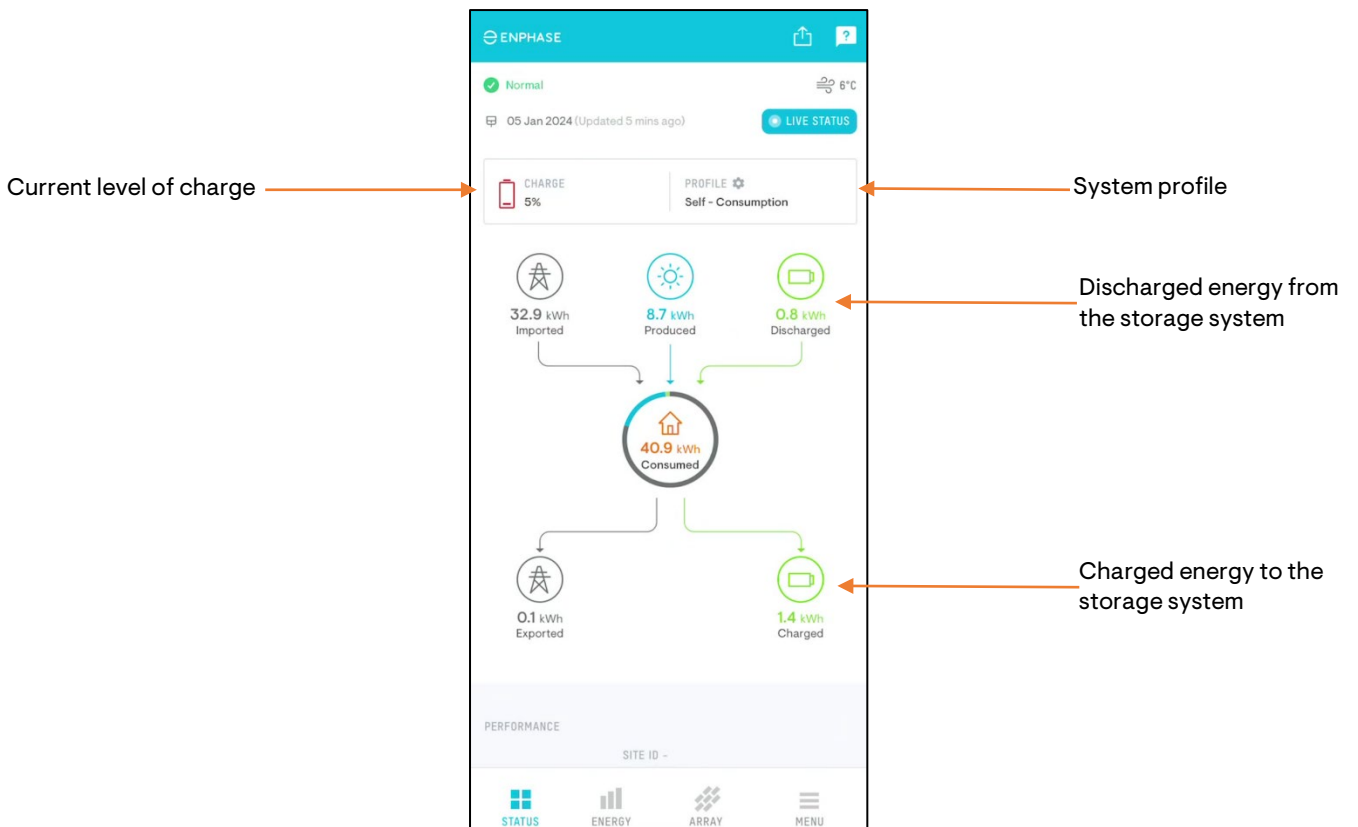 ENPHASE
?
Normal
6°C
05 Jan 2024 (Updated 5 mins ago)
LIVE STATUS
Current level of charge
CHARGE
5%
PROFILE
Self - Consumption
System profile
32.9 kWh
Imported
8.7 kWh
Produced
0.8 kWh
Discharged
Discharged energy from
the storage system
40.9 kWh
Consumed
0.1 kWh
Exported
1.4 kWh
Charged
Charged energy to the
storage system
PERFORMANCE
SITE ID -
STATUS
ENERGY
ARRAY
MENU